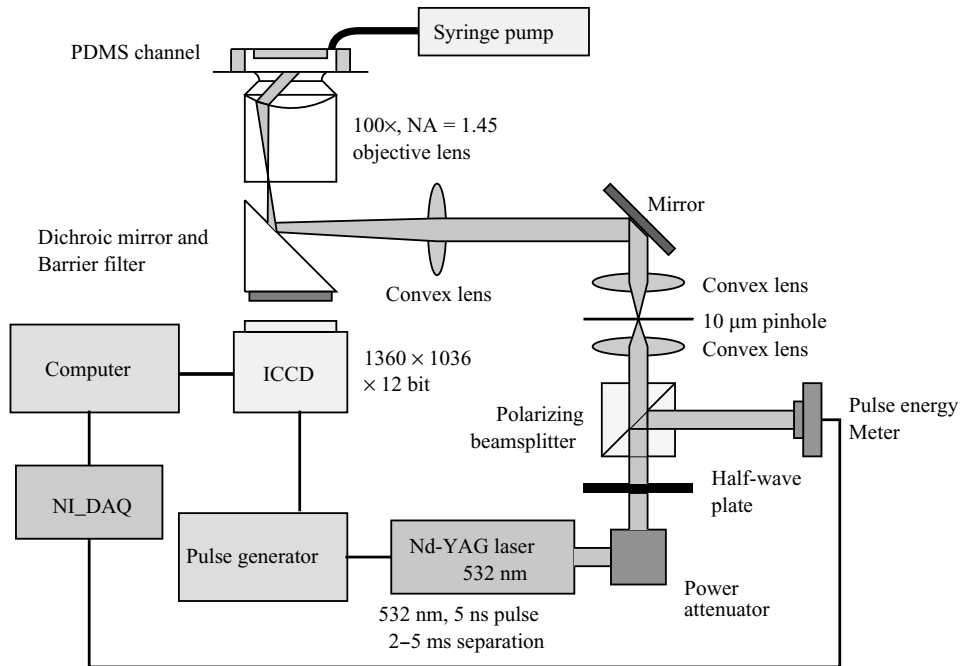 Syringe pump
PDMS channel
100×, NA = 1.45
objective lens
Mirror
Dichroic mirror and
Barrier filter
Convex lens
Convex lens
10 μm pinhole
Convex lens
Computer
ICCD
1360 × 1036
× 12 bit
Polarizing
beamsplitter
Pulse energy
Meter
Half-wave
plate
NI_DAQ
Pulse generator
Nd-YAG laser
532 nm
Power
attenuator
532 nm, 5 ns pulse
2–5 ms separation